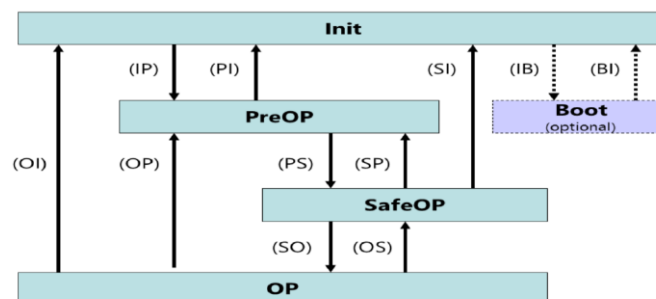 Init
(IP)
(PI)
(SI)
(IB)
(BI)
PreOP
Boot
(optional)
(OI)
(OP)
(PS)
(SP)
SafeOP
(SO)
(OS)
OP